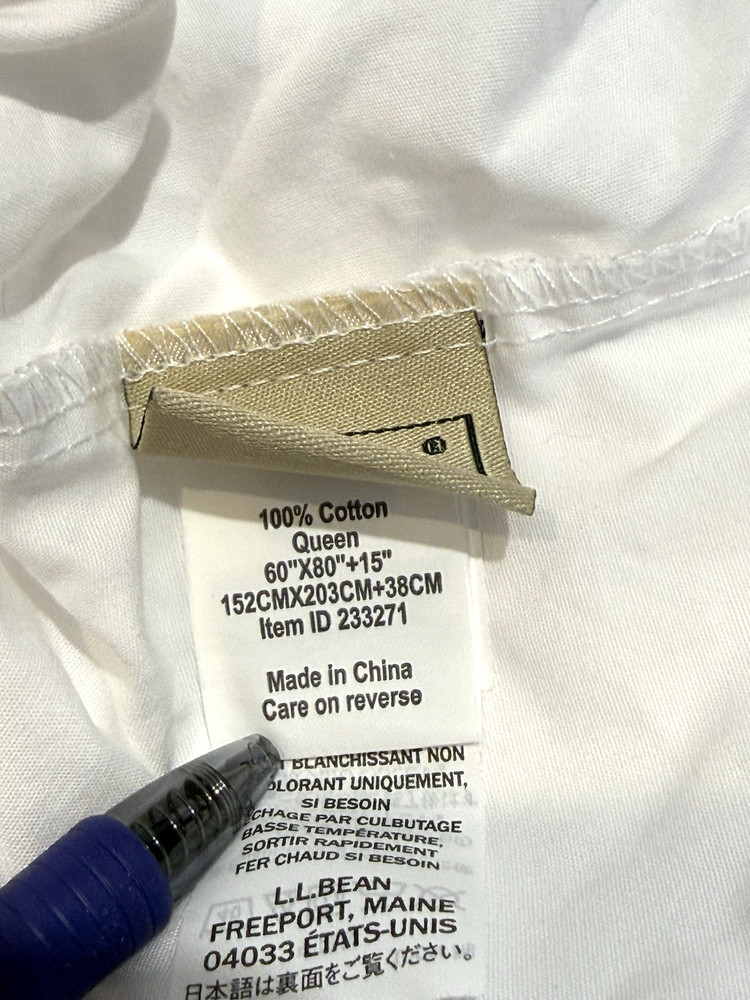 ®
100% Cotton
Queen
60"X80"+15"
152CMX203CM+38CM
Item ID 233271
Made in China
Care on reverse
BLANCHISSANT NON
UNIQUEMENT,
SI BESOIN
PAR CULBUTAGE
BASSE TEMPÉRATURE,
SORTIR RAPIDEMENT
FER CHAUD SI BESOIN
L.L.BEAN
FREEPORT, MAINE
04033 ÉTATS-UNIS
日本語は裏面をご覧ください。